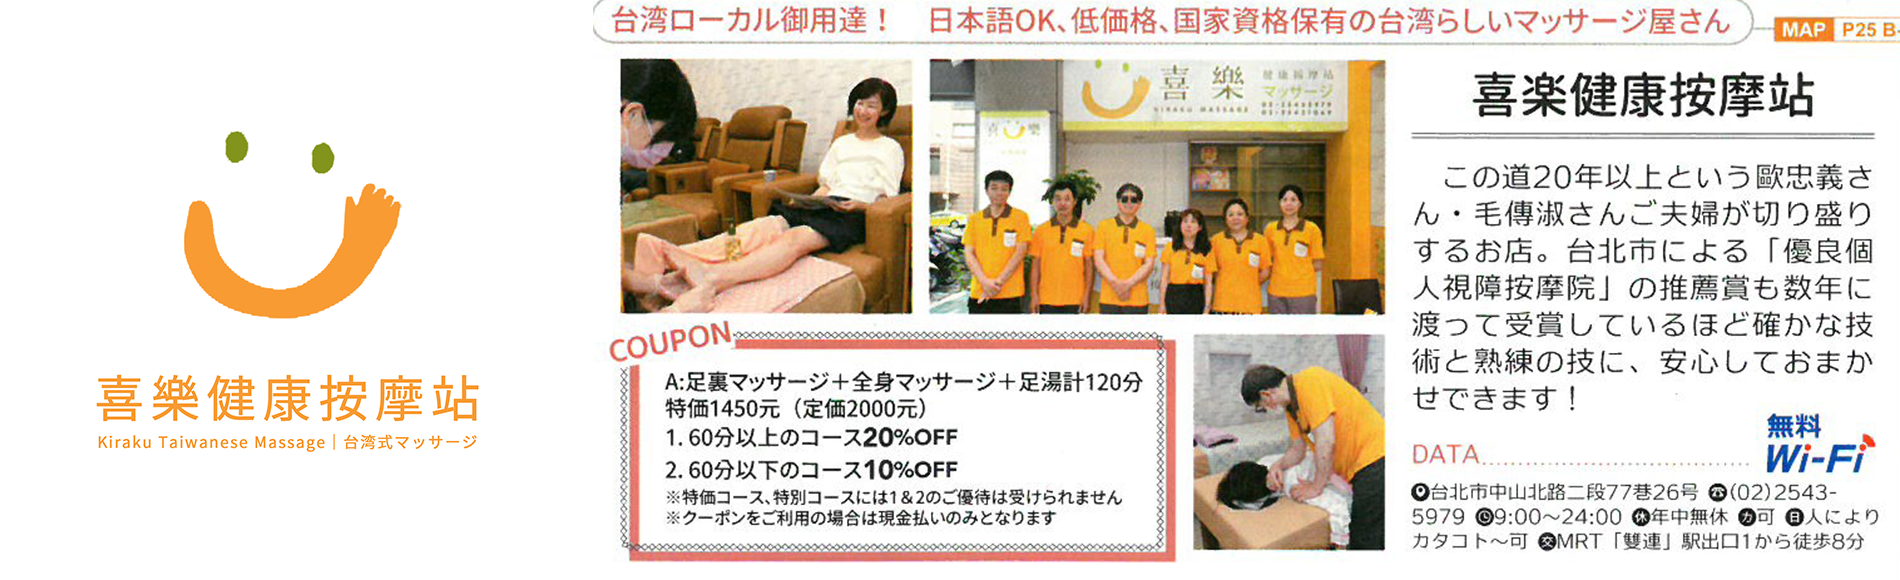 喜樂健康按摩站
Kiraku Taiwanese Massage｜台湾式マッサージ
台湾ローカル御用達！　日本語OK、低価格、国家資格保有の台湾らしいマッサージ屋さん
MAP P25 B-
喜樂 健康按摩站
マッサージ
KIRAKU MASSAGE
02-25435979
喜樂
喜楽健康按摩站
この道20年以上という歐忠義さ
ん・毛傳淑さんご夫婦が切り盛り
するお店。台北市による「優良個
人視障按摩院」の推薦賞も数年に
渡って受賞しているほど確かな技
術と熟練の技に、安心しておまか
せできます！
無料
Wi-Fi
COUPON
A:足裏マッサージ＋全身マッサージ＋足湯計120分
特価1450元（定価2000元）
1. 60分以上のコース20%OFF
2. 60分以下のコース10%OFF
※特価コース、特別コースには1＆2のご優待は受けられません
※クーポンをご利用の場合は現金払いのみとなります
DATA
台北市中山北路二段77巷26号 ☎(02)2543-
5979 9:00～24:00 休年中無休 カ可 日人により
カタコト～可 交MRT「雙連」駅出口1から徒歩8分